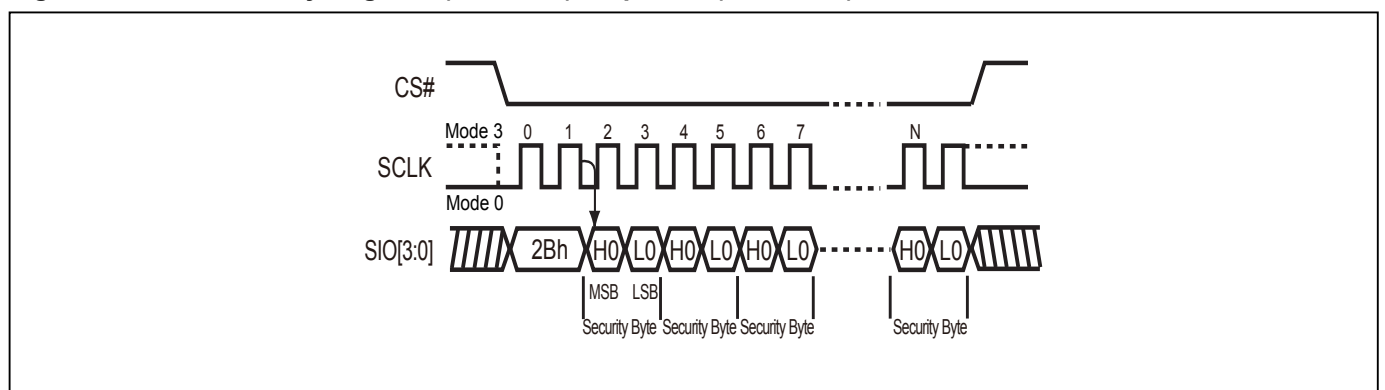 CS#
Mode 3 0 1 2 3 4 5 6 7 N
SCLK
Mode 0
SIO[3:0] 2Bh H0 L0 H0 L0 H0 L0 H0 L0
MSB LSB
Security Byte Security Byte Security Byte Security Byte